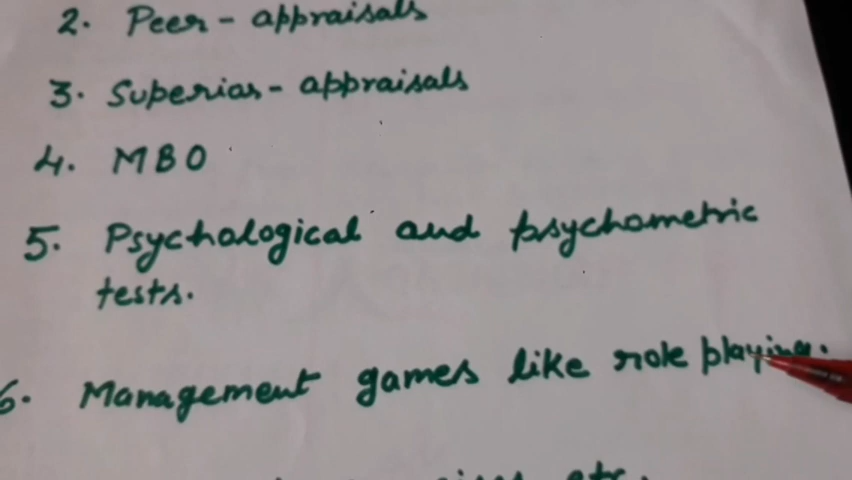 2. Peer - appraisals
3. Superior - appraisals
4. MBO
5. Psychological and psychometric
tests.
6. Management games like role playing.
etc.